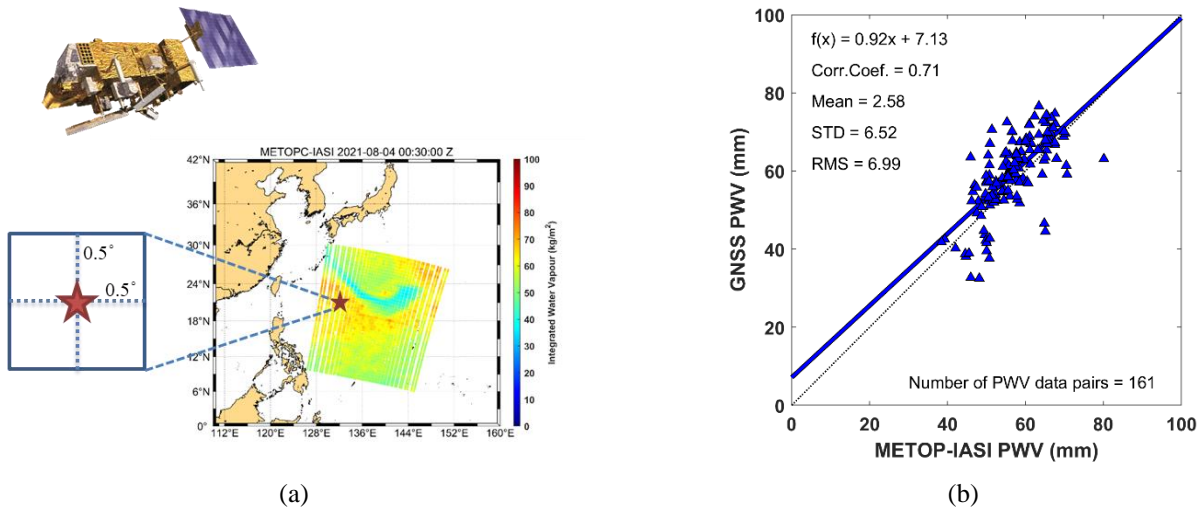 METOPC-IASI 2021-08-04 00:30:00 Z
42°N
36°N
30°N
24°N
18°N
12°N
6°N
0°
112°E 120°E 128°E 136°E 144°E 152°E 160°E
100
90
80
70
60
50
40
30
20
10
0
Integrated Water Vapour (kg/m²)
0.5°
0.5°
(a)
f(x) = 0.92x + 7.13
Corr.Coef. = 0.71
Mean = 2.58
STD = 6.52
RMS = 6.99
Number of PWV data pairs = 161
GNSS PWV (mm)
100
80
60
40
20
0
0 20 40 60 80 100
METOP-IASI PWV (mm)
(b)